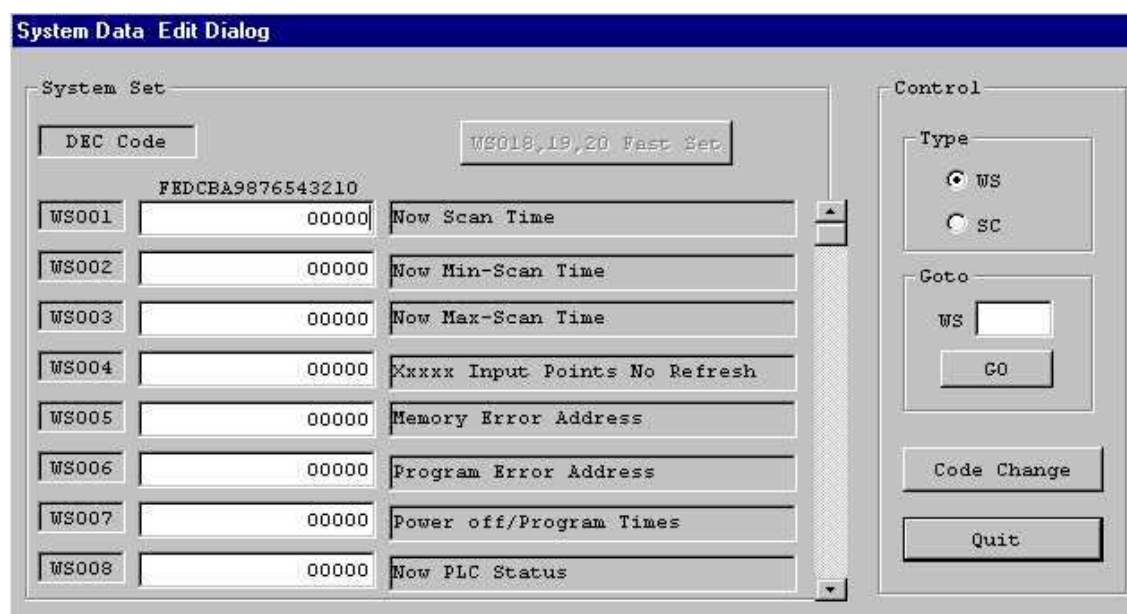 System Data Edit Dialog
System Set
DEC Code
WS018,19,20 Fast Set
FEDCBA9876543210
WS001 00000 Now Scan Time
WS002 00000 Now Min-Scan Time
WS003 00000 Now Max-Scan Time
WS004 00000 Xxxxx Input Points No Refresh
WS005 00000 Memory Error Address
WS006 00000 Program Error Address
WS007 00000 Power off/Program Times
WS008 00000 Now PLC Status
Control
Type
WS
SC
Goto
WS
GO
Code Change
Quit